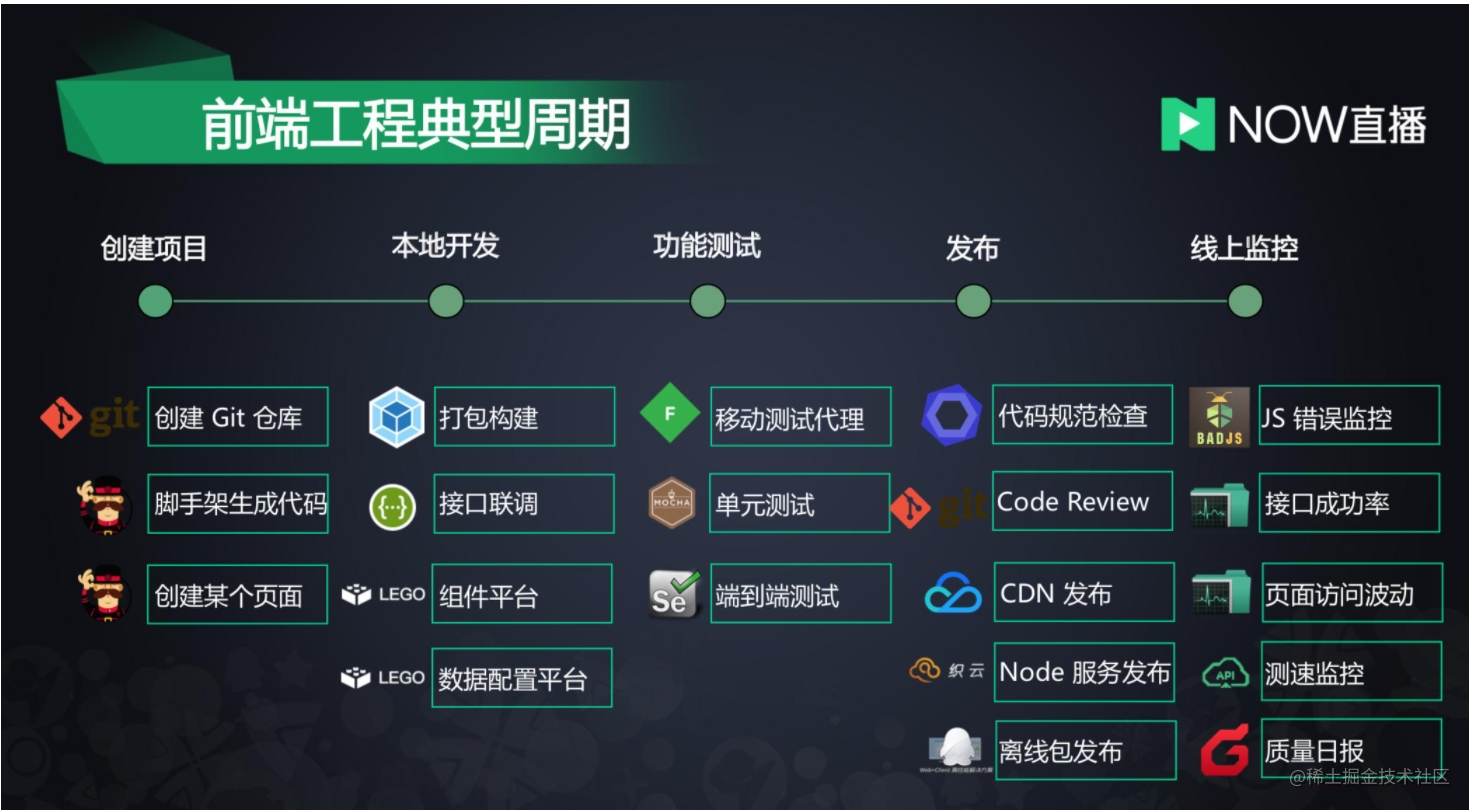 前端工程典型周期
NOW直播
创建项目
本地开发
功能测试
发布
线上监控
git
创建 Git 仓库
脚手架生成代码
创建某个页面
打包构建
{···}
接口联调
LEGO
组件平台
LEGO
数据配置平台
F
移动测试代理
MOCHA
单元测试
Se
端到端测试
代码规范检查
git
Code Review
CDN 发布
织云
Node 服务发布
离线包发布
BADJS
JS 错误监控
接口成功率
页面访问波动
API
测速监控
质量日报
@稀土掘金技术社区